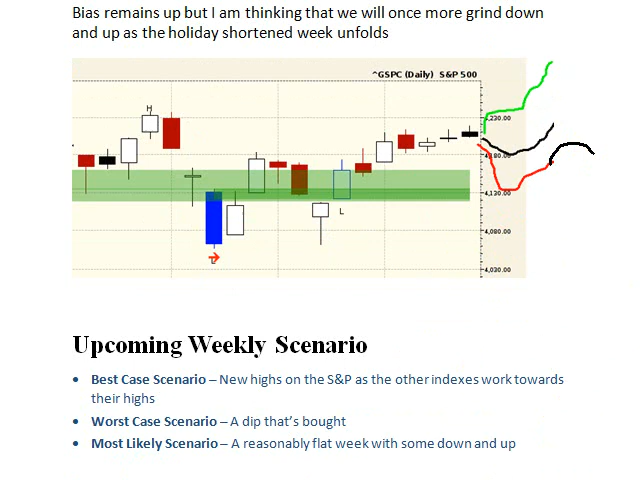 Bias remains up but I am thinking that we will once more grind down
and up as the holiday shortened week unfolds
^GSPC (Daily) S&P 500
H
4,230.00
4,180.00
4,130.00
L
4,080.00
L
4,030.00
Upcoming Weekly Scenario
• Best Case Scenario – New highs on the S&P as the other indexes work towards
their highs
• Worst Case Scenario – A dip that's bought
• Most Likely Scenario – A reasonably flat week with some down and up